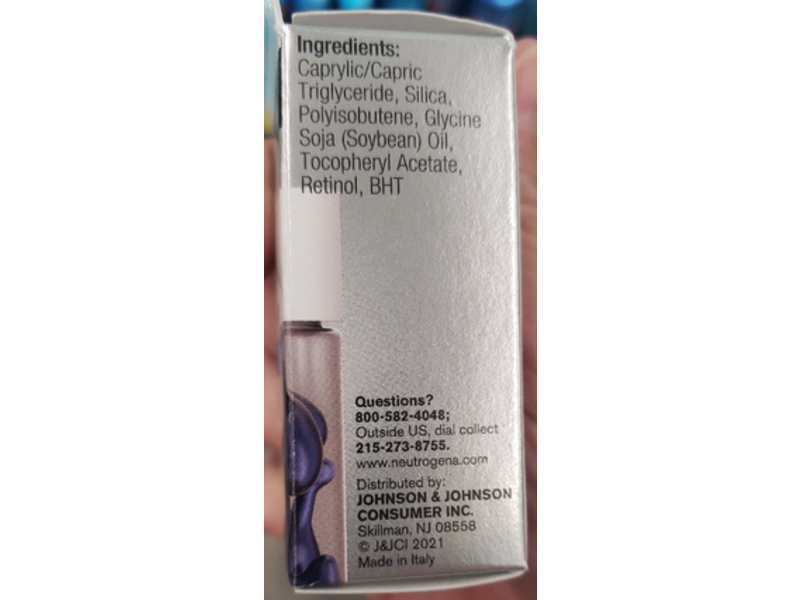 Ingredients:
Caprylic/Capric
Triglyceride, Silica,
Polyisobutene, Glycine
Soja (Soybean) Oil,
Tocopheryl Acetate,
Retinol, BHT
Questions?
800-582-4048;
Outside US, dial collect
215-273-8755.
www.neutrogena.com
Distributed by:
JOHNSON & JOHNSON
CONSUMER INC.
Skillman, NJ 08558
© J&JCI 2021
Made in Italy